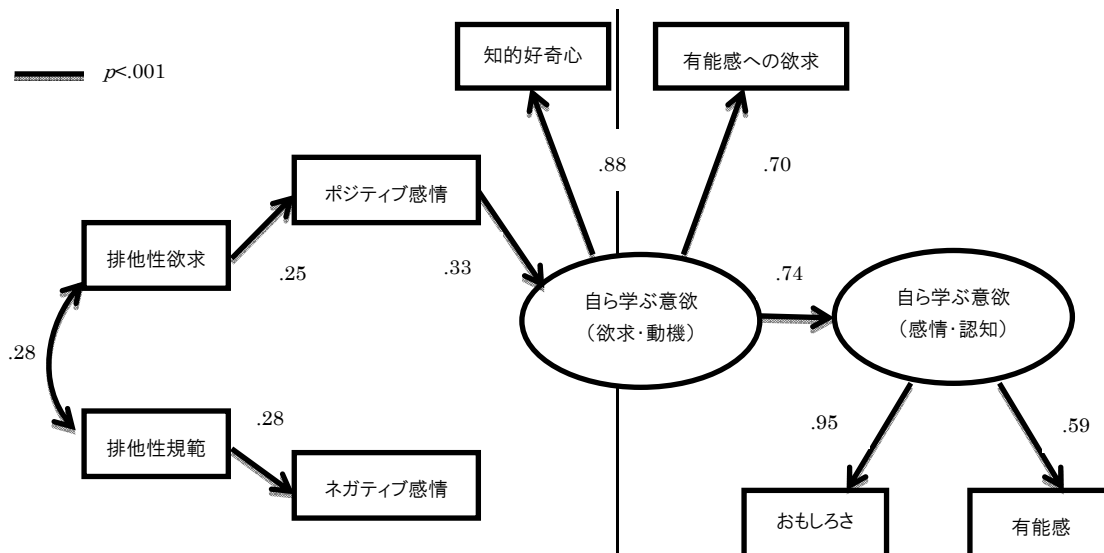 p<.001
知的好奇心
有能感への欲求
.88
.70
ポジティブ感情
排他性欲求
.25
.33
自ら学ぶ意欲
（欲求・動機）
.74
自ら学ぶ意欲
（感情・認知）
.28
排他性規範
.28
ネガティブ感情
.95
.59
おもしろさ
有能感